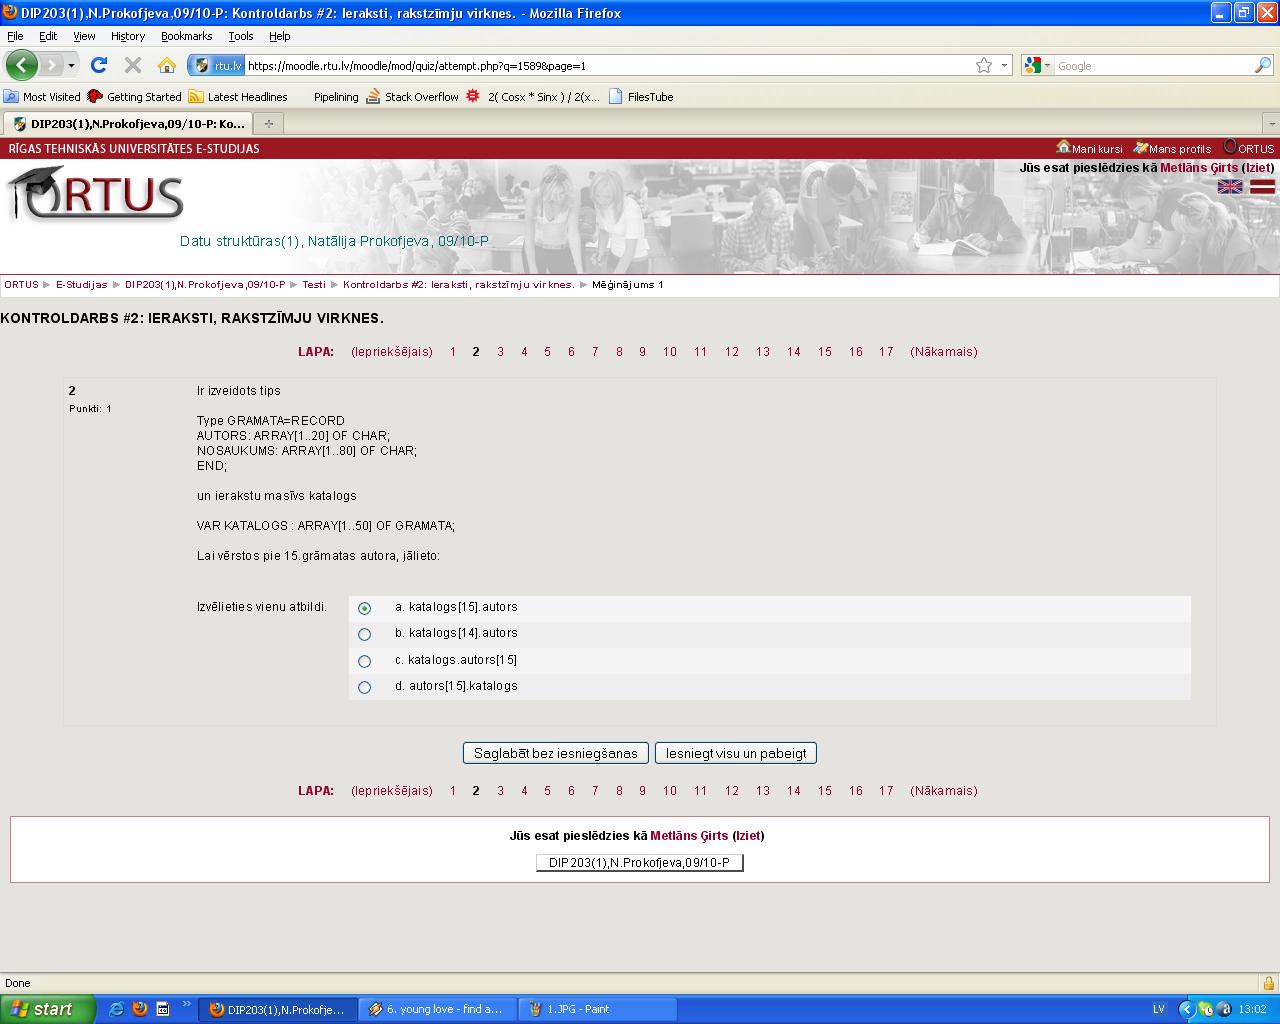 DIP203(1),N.Prokofjeva,09/10-P: Kontroldarbs #2: Ieraksti, rakstzīmju virknes. - Mozilla Firefox
File Edit View History Bookmarks Tools Help
rtu.lv https://moodle.rtu.lv/moodle/mod/quiz/attempt.php?q=1589&page=1 Google
Most Visited Getting Started Latest Headlines Pipelining Stack Overflow 2( Cosx * Sinx ) / 2(x... FilesTube
DIP203(1),N.Prokofjeva,09/10-P: Ko...
RĪGAS TEHNISKĀS UNIVERSITĀTES E-STUDIJAS Mani kursi Mans profils ORTUS
Jūs esat pieslēdzies kā Metlāns Ģirts (Iziet)
ORTUS
Datu struktūras(1), Natālija Prokofjeva, 09/10-P
ORTUS ► E-Studijas ► DIP203(1),N.Prokofjeva,09/10-P ► Testi ► Kontroldarbs #2: Ieraksti, rakstzīmju virknes. ► Mēģinājums 1
KONTROLDARBS #2: IERAKSTI, RAKSTZĪMJU VIRKNES.
LAPA: (Iepriekšējais) 1 2 3 4 5 6 7 8 9 10 11 12 13 14 15 16 17 (Nākamais)
2
Punkti: 1
Ir izveidots tips
Type GRAMATA=RECORD
AUTORS: ARRAY[1..20] OF CHAR;
NOSAUKUMS: ARRAY[1..80] OF CHAR;
END;
un ierakstu masīvs katalogs
VAR KATALOGS : ARRAY[1..50] OF GRAMATA;
Lai vērstos pie 15.grāmatas autora, jālieto:
Izvēlieties vienu atbildi.
a. katalogs[15].autors
b. katalogs[14].autors
c. katalogs.autors[15]
d. autors[15].katalogs
Saglabāt bez iesniegšanas Iesniegt visu un pabeigt
LAPA: (Iepriekšējais) 1 2 3 4 5 6 7 8 9 10 11 12 13 14 15 16 17 (Nākamais)
Jūs esat pieslēdzies kā Metlāns Ģirts (Iziet)
DIP203(1),N.Prokofjeva,09/10-P
Done
start DIP203(1),N.Prokofje... 6. young love - find a... 1.JPG - Paint LV 13:02